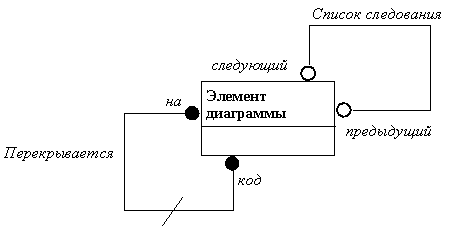 Список следования
следующий
на
Элемент
диаграммы
предыдущий
Перекрывается
код